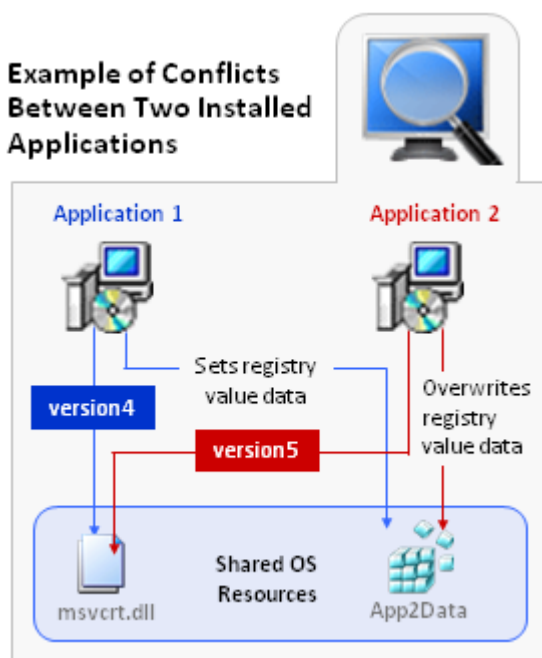 Example of Conflicts
Between Two Installed
Applications
Application 1
Application 2
Sets registry
value data
Overwrites
registry
value data
version4
version5
Shared OS
Resources
msvcrt.dll
App2Data